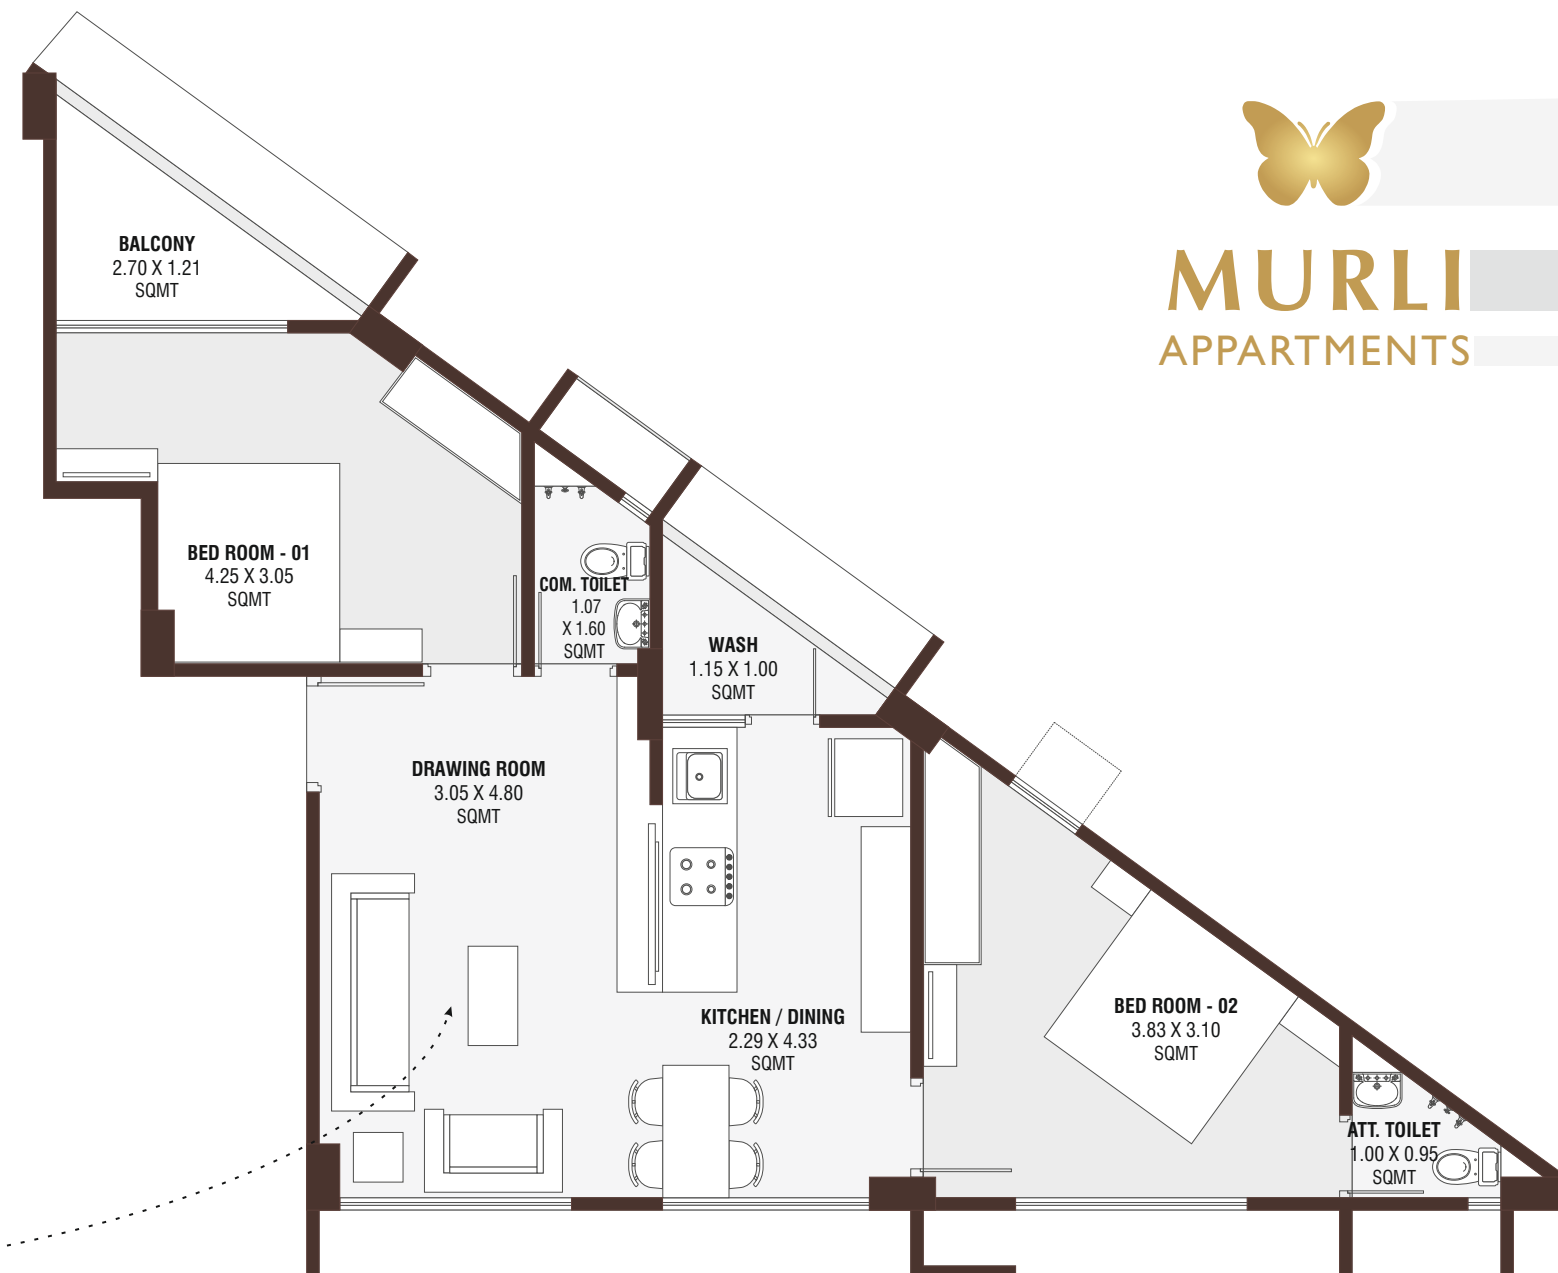 MURLI
APPARTMENTS
BALCONY
2.70 X 1.21
SQMT
BED ROOM - 01
4.25 X 3.05
SQMT
COM. TOILET
1.07
X 1.60
SQMT
WASH
1.15 X 1.00
SQMT
DRAWING ROOM
3.05 X 4.80
SQMT
KITCHEN / DINING
2.29 X 4.33
SQMT
BED ROOM - 02
3.83 X 3.10
SQMT
ATT. TOILET
1.00 X 0.95
SQMT